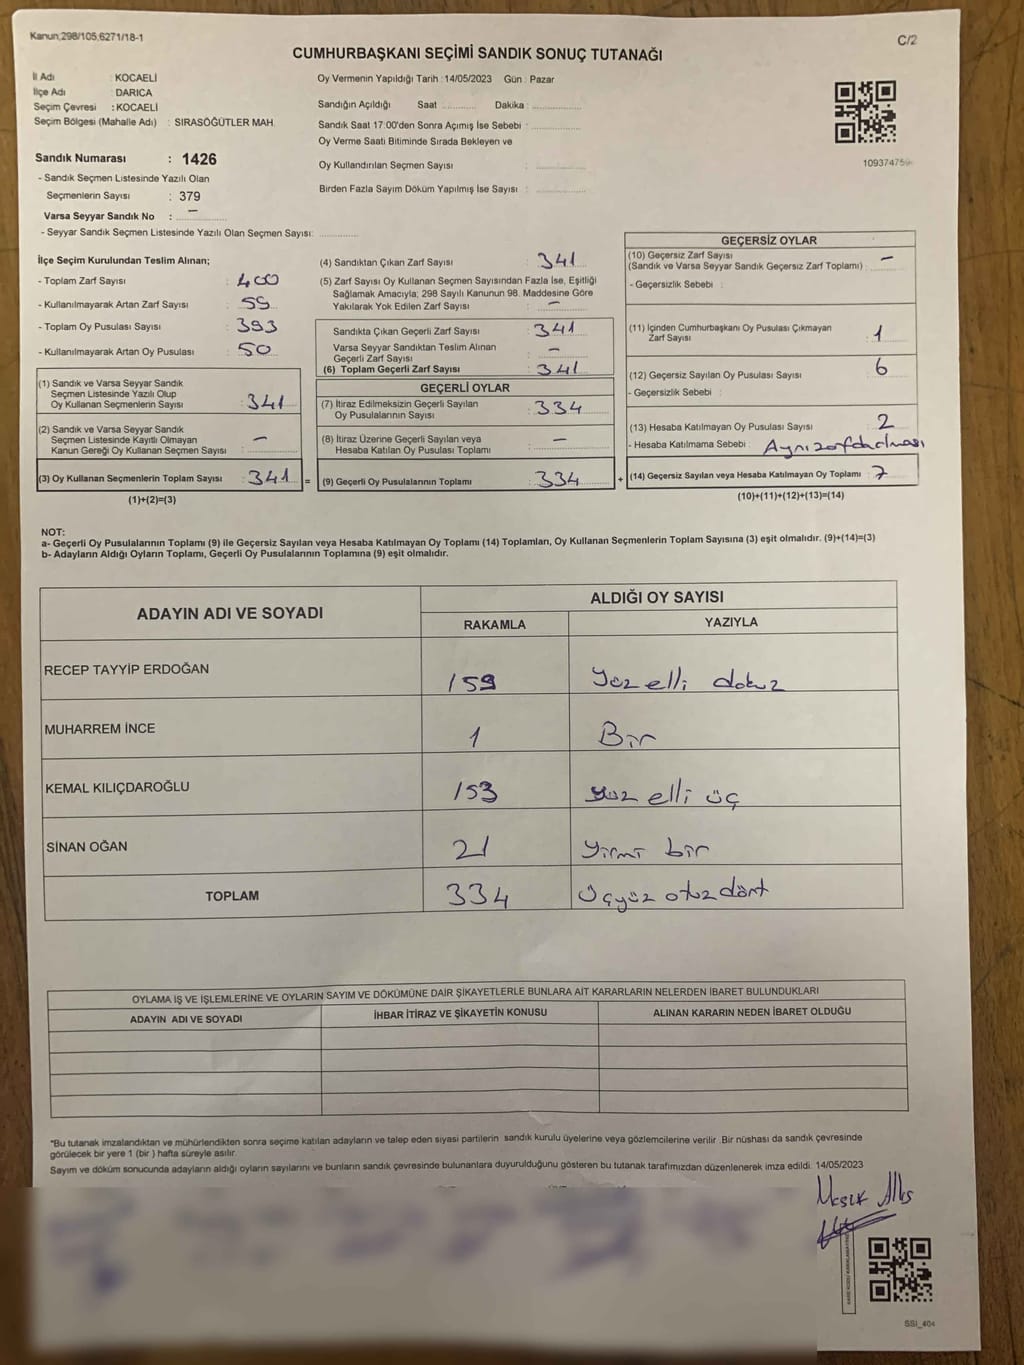 Kanun,298/105,6271/18-1
C/2
CUMHURBAŞKANI SEÇİMİ SANDIK SONUÇ TUTANAĞI
İl Adı : KOCAELİ
İlçe Adı : DARICA
Seçim Çevresi : KOCAELİ
Seçim Bölgesi (Mahalle Adı) : SIRASÖĞÜTLER MAH.
Sandık Numarası : 1426
- Sandık Seçmen Listesinde Yazılı Olan
Seçmenlerin Sayısı : 379
Varsa Seyyar Sandık No : –
- Seyyar Sandık Seçmen Listesinde Yazılı Olan Seçmen Sayısı:
Oy Vermenin Yapıldığı Tarih : 14/05/2023 Gün : Pazar
Sandığın Açıldığı Saat Dakika :
Sandık Saat 17:00'den Sonra Açımış İse Sebebi :
Oy Verme Saati Bitiminde Sırada Bekleyen ve
Oy Kullandırılan Seçmen Sayısı :
Birden Fazla Sayım Döküm Yapılmış İse Sayısı :
İlçe Seçim Kurulundan Teslim Alınan;
- Toplam Zarf Sayısı : 400
- Kullanılmayarak Artan Zarf Sayısı : 59
- Toplam Oy Pusulası Sayısı : 393
- Kullanılmayarak Artan Oy Pusulası : 50
(1) Sandık ve Varsa Seyyar Sandık
Seçmen Listesinde Yazılı Olup
Oy Kullanan Seçmenlerin Sayısı : 341
(2) Sandık ve Varsa Seyyar Sandık
Seçmen Listesinde Kayıtlı Olmayan
Kanun Gereği Oy Kullanan Seçmen Sayısı : –
(3) Oy Kullanan Seçmenlerin Toplam Sayısı : 341 =
(1)+(2)=(3)
(4) Sandıktan Çıkan Zarf Sayısı : 341
(5) Zarf Sayısı Oy Kullanan Seçmen Sayısından Fazla İse, Eşitliği
Sağlamak Amacıyla; 298 Sayılı Kanunun 98. Maddesine Göre
Yakılarak Yok Edilen Zarf Sayısı : –
Sandıkta Çıkan Geçerli Zarf Sayısı : 341
Varsa Seyyar Sandıktan Teslim Alınan
Geçerli Zarf Sayısı : –
(6) Toplam Geçerli Zarf Sayısı : 341
GEÇERLİ OYLAR
(7) İtiraz Edilmeksizin Geçerli Sayılan
Oy Pusulalarının Sayısı : 334
(8) İtiraz Üzerine Geçerli Sayılan veya
Hesaba Katılan Oy Pusulası Toplamı : –
(9) Geçerli Oy Pusulalarının Toplamı : 334 +
109374759
GEÇERSİZ OYLAR
(10) Geçersiz Zarf Sayısı
(Sandık ve Varsa Seyyar Sandık Geçersiz Zarf Toplamı) : –
- Geçersizlik Sebebi :
(11) İçinden Cumhurbaşkanı Oy Pusulası Çıkmayan
Zarf Sayısı : 1
(12) Geçersiz Sayılan Oy Pusulası Sayısı : 6
- Geçersizlik Sebebi :
(13) Hesaba Katılmayan Oy Pusulası Sayısı : 2
- Hesaba Katılmama Sebebi : Aynı zarfda olması
(14) Geçersiz Sayılan veya Hesaba Katılmayan Oy Toplamı : 7
(10)+(11)+(12)+(13)=(14)
NOT:
a- Geçerli Oy Pusulalarının Toplamı (9) ile Geçersiz Sayılan veya Hesaba Katılmayan Oy Toplamı (14) Toplamları, Oy Kullanan Seçmenlerin Toplam Sayısına (3) eşit olmalıdır. (9)+(14)=(3)
b- Adayların Aldığı Oyların Toplamı, Geçerli Oy Pusulalarının Toplamına (9) eşit olmalıdır.
ADAYIN ADI VE SOYADI
ALDIĞI OY SAYISI
RAKAMLA YAZIYLA
RECEP TAYYİP ERDOĞAN 159 Yüz elli dokuz
MUHARREM İNCE 1 Bir
KEMAL KILIÇDAROĞLU 153 yüz elli üç
SİNAN OĞAN 21 Yirmi bir
TOPLAM 334 Üçyüz otuz dört
OYLAMA İŞ VE İŞLEMLERİNE VE OYLARIN SAYIM VE DÖKÜMÜNE DAİR ŞİKAYETLERLE BUNLARA AİT KARARLARIN NELERDEN İBARET BULUNDUKLARI
ADAYIN ADI VE SOYADI İHBAR İTİRAZ VE ŞİKAYETİN KONUSU ALINAN KARARIN NEDEN İBARET OLDUĞU
*Bu tutanak imzalandıktan ve mühürlendikten sonra seçime katılan adayların ve talep eden siyasi partilerin sandık kurulu üyelerine veya gözlemcilerine verilir. Bir nüshası da sandık çevresinde
görülecek bir yere 1 (bir ) hafta süreyle asılır.
Sayım ve döküm sonucunda adayların aldığı oyların sayılarını ve bunların sandık çevresinde bulunanlara duyurulduğunu gösteren bu tutanak tarafımızdan düzenlenerek imza edildi. 14/05/2023
SSI_404